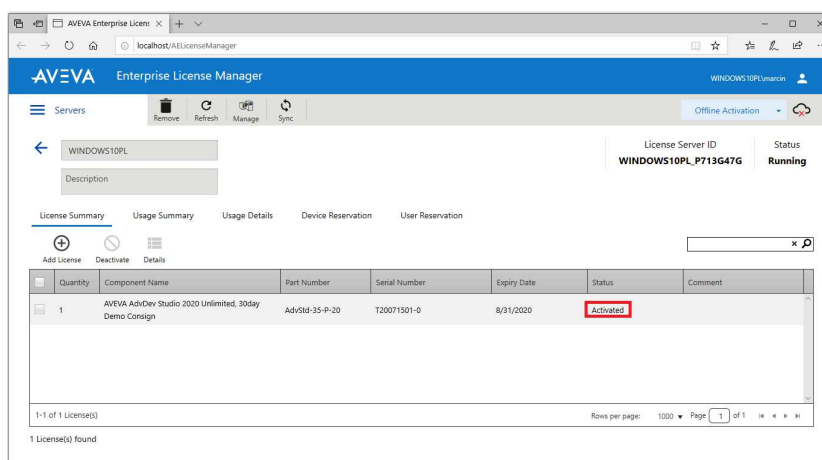 AVEVA Enterprise Licens
localhost/AELicenseManager
AVEVA Enterprise License Manager WINDOWS10PL\marcin
Servers Remove Refresh Manage Sync Offline Activation
WINDOWS10PL
License Server ID Status
WINDOWS10PL_P713G47G Running
Description
License Summary Usage Summary Usage Details Device Reservation User Reservation
Add License Deactivate Details
Quantity Component Name Part Number Serial Number Expiry Date Status Comment
1 AVEVA AdvDev Studio 2020 Unlimited, 30day Demo Consign AdvStd-35-P-20 T20071501-0 8/31/2020 Activated
1-1 of 1 License(s) Rows per page: 1000 Page 1 of 1
1 License(s) found